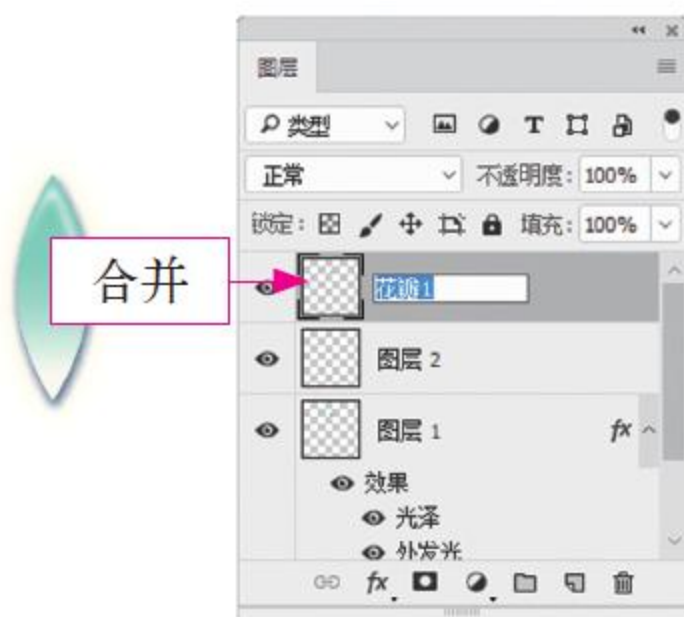 图层
类型
正常 不透明度: 100%
锁定: 填充: 100%
合并
花瓣1
图层 2
图层 1 fx
效果
光泽
外发光
fx